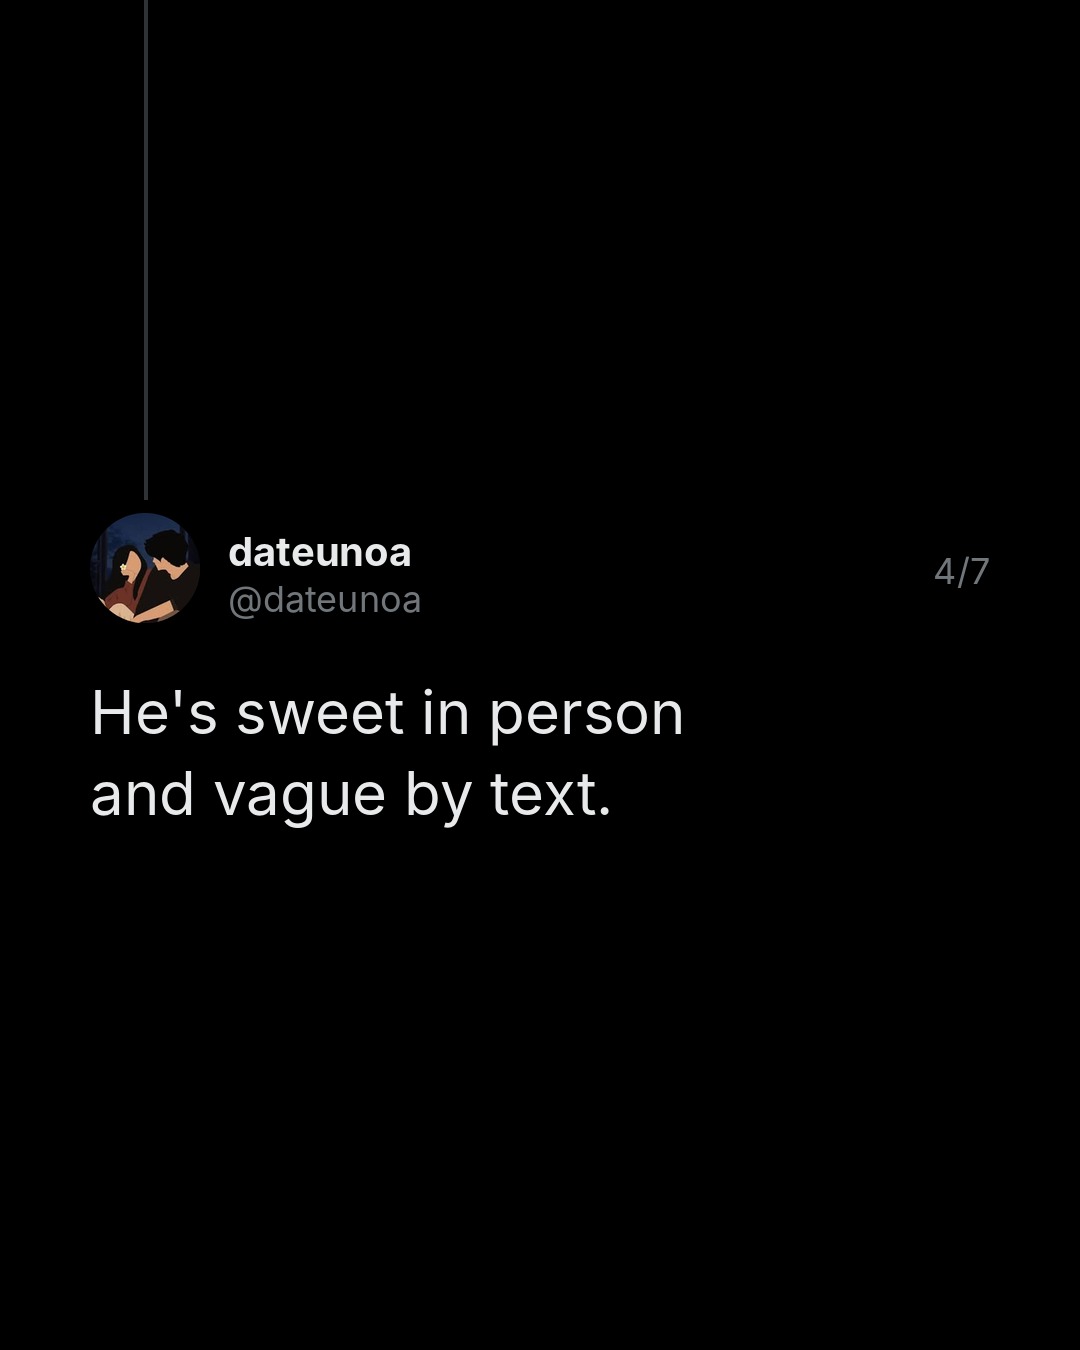 dateunoa
@dateunoa
4/7
He's sweet in person
and vague by text.